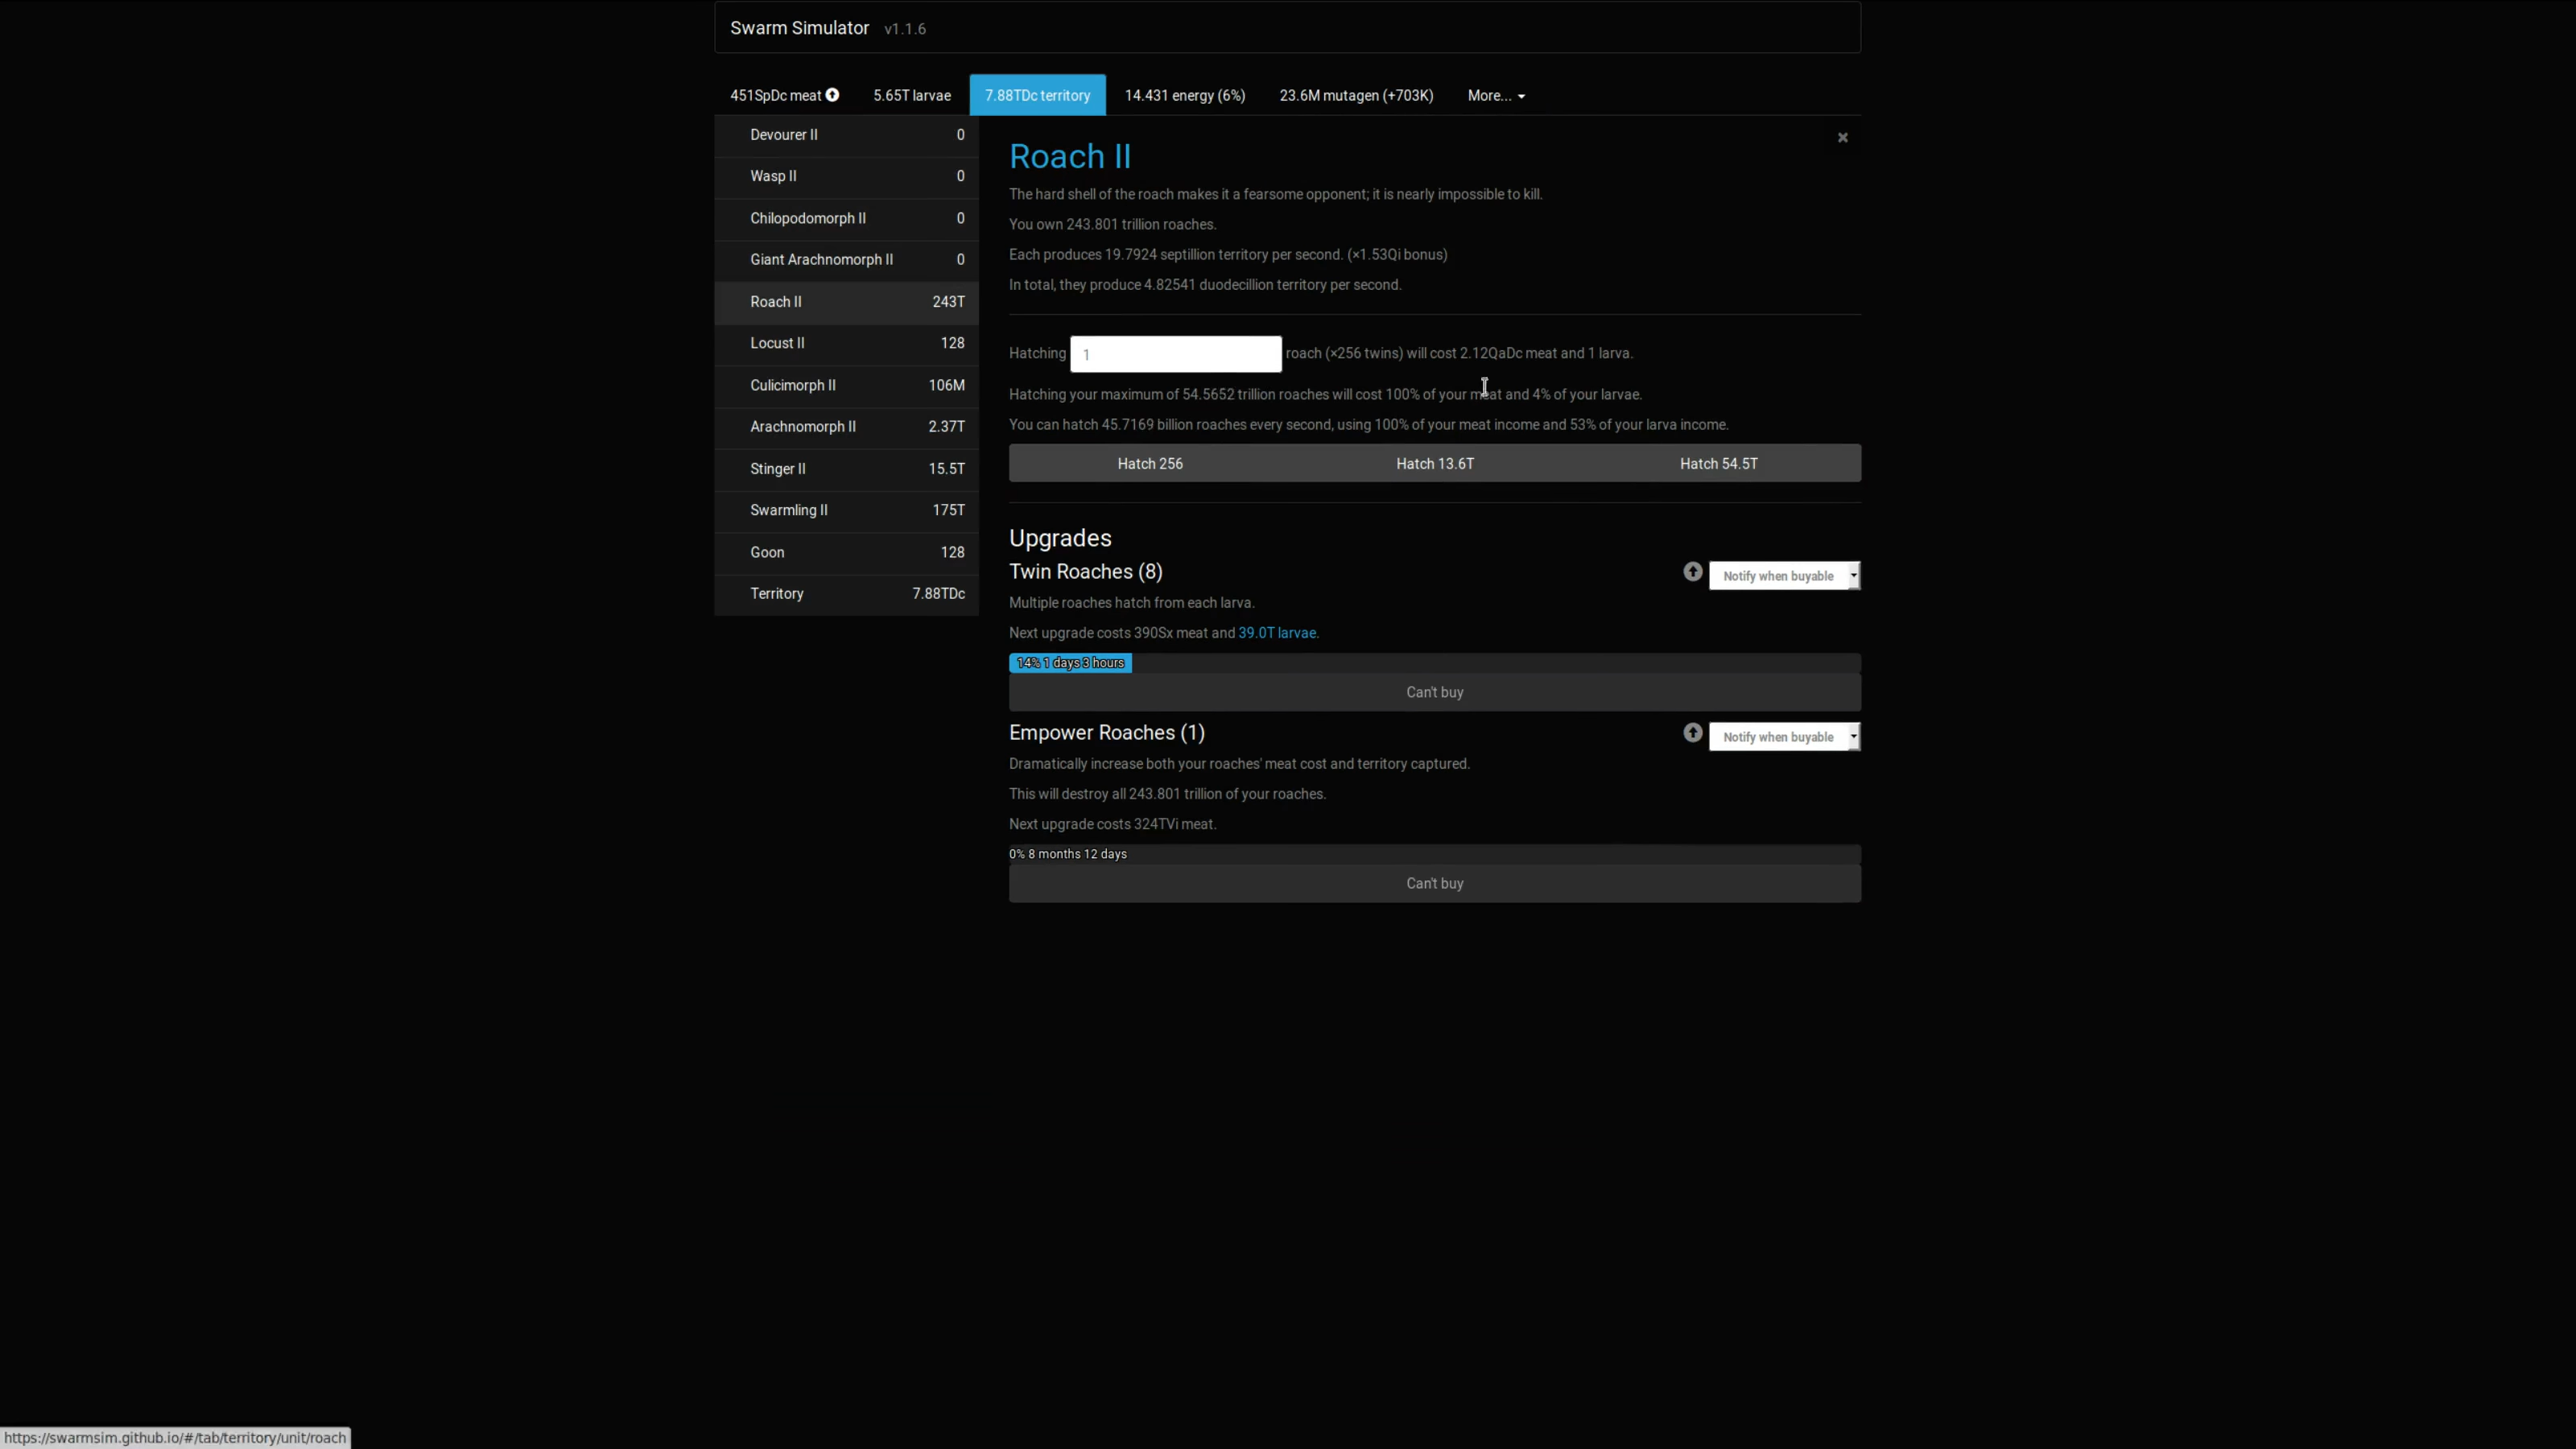 Swarm Simulator v1.1.6
451SpDc meat 5.65T larvae 7.88TDc territory 14.431 energy (6%) 23.6M mutagen (+703K) More...
Devourer II 0
Wasp II 0
Chilopodomorph II 0
Giant Arachnomorph II 0
Roach II 243T
Locust II 128
Culicimorph II 106M
Arachnomorph II 2.37T
Stinger II 15.5T
Swarmling II 175T
Goon 128
Territory 7.88TDc
Roach II
The hard shell of the roach makes it a fearsome opponent; it is nearly impossible to kill.
You own 243.801 trillion roaches.
Each produces 19.7924 septillion territory per second. (×1.53Qi bonus)
In total, they produce 4.82541 duodecillion territory per second.
Hatching 1 roach (×256 twins) will cost 2.12QaDc meat and 1 larva.
Hatching your maximum of 54.5652 trillion roaches will cost 100% of your meat and 4% of your larvae.
You can hatch 45.7169 billion roaches every second, using 100% of your meat income and 53% of your larva income.
Hatch 256 Hatch 13.6T Hatch 54.5T
Upgrades
Twin Roaches (8) Notify when buyable
Multiple roaches hatch from each larva.
Next upgrade costs 390Sx meat and 39.0T larvae.
14% 1 days 3 hours
Can't buy
Empower Roaches (1) Notify when buyable
Dramatically increase both your roaches' meat cost and territory captured.
This will destroy all 243.801 trillion of your roaches.
Next upgrade costs 324TVi meat.
0% 8 months 12 days
Can't buy
https://swarmsim.github.io/#/tab/territory/unit/roach